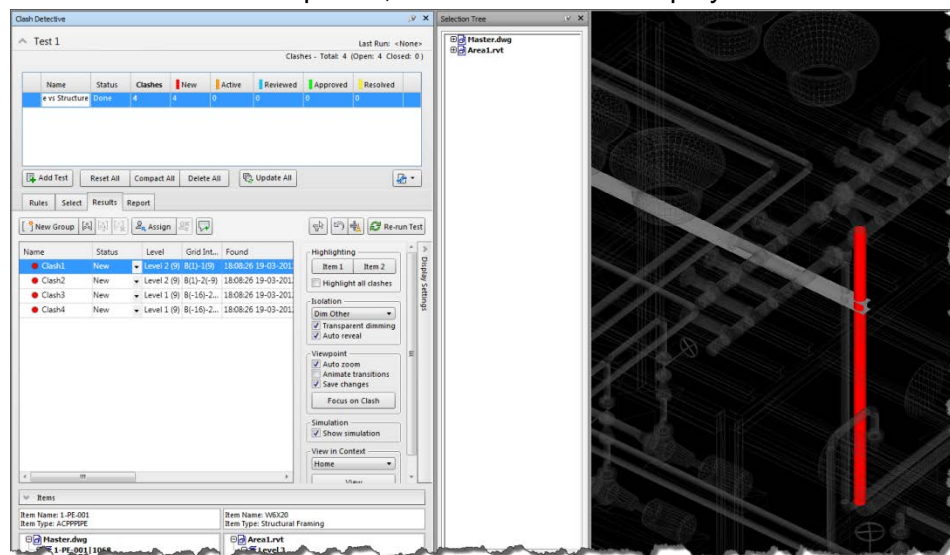 Clash Detective
Selection Tree
Test 1
Last Run: <None>
Clashes - Total: 4 (Open: 4 Closed: 0)
Name Status Clashes New Active Reviewed Approved Resolved
e vs Structure Done 4 4 0 0 0 0
Add Test Reset All Compact All Delete All Update All
Rules Select Results Report
New Group Assign Re-run Test
Name Status Level Grid Int... Found
Clash1 New Level 2 (9) B(1)-1(9) 18:08:26 19-03-201
Clash2 New Level 2 (9) B(1)-2(-9) 18:08:26 19-03-201
Clash3 New Level 1 (9) B(-16)-2... 18:08:26 19-03-201
Clash4 New Level 1 (9) B(-16)-2... 18:08:26 19-03-201
Highlighting
Item 1 Item 2
Highlight all clashes
Isolation
Dim Other
Transparent dimming
Auto reveal
Viewpoint
Auto zoom
Animate transitions
Save changes
Focus on Clash
Simulation
Show simulation
View in Context
Home
View
Display Settings
Items
Item Name: 1-PE-001
Item Type: ACPPPIPE
Item Name: W6X20
Item Type: Structural Framing
Master.dwg
1-PE-001|1068
Area1.rvt
Level 3
Master.dwg
Area1.rvt